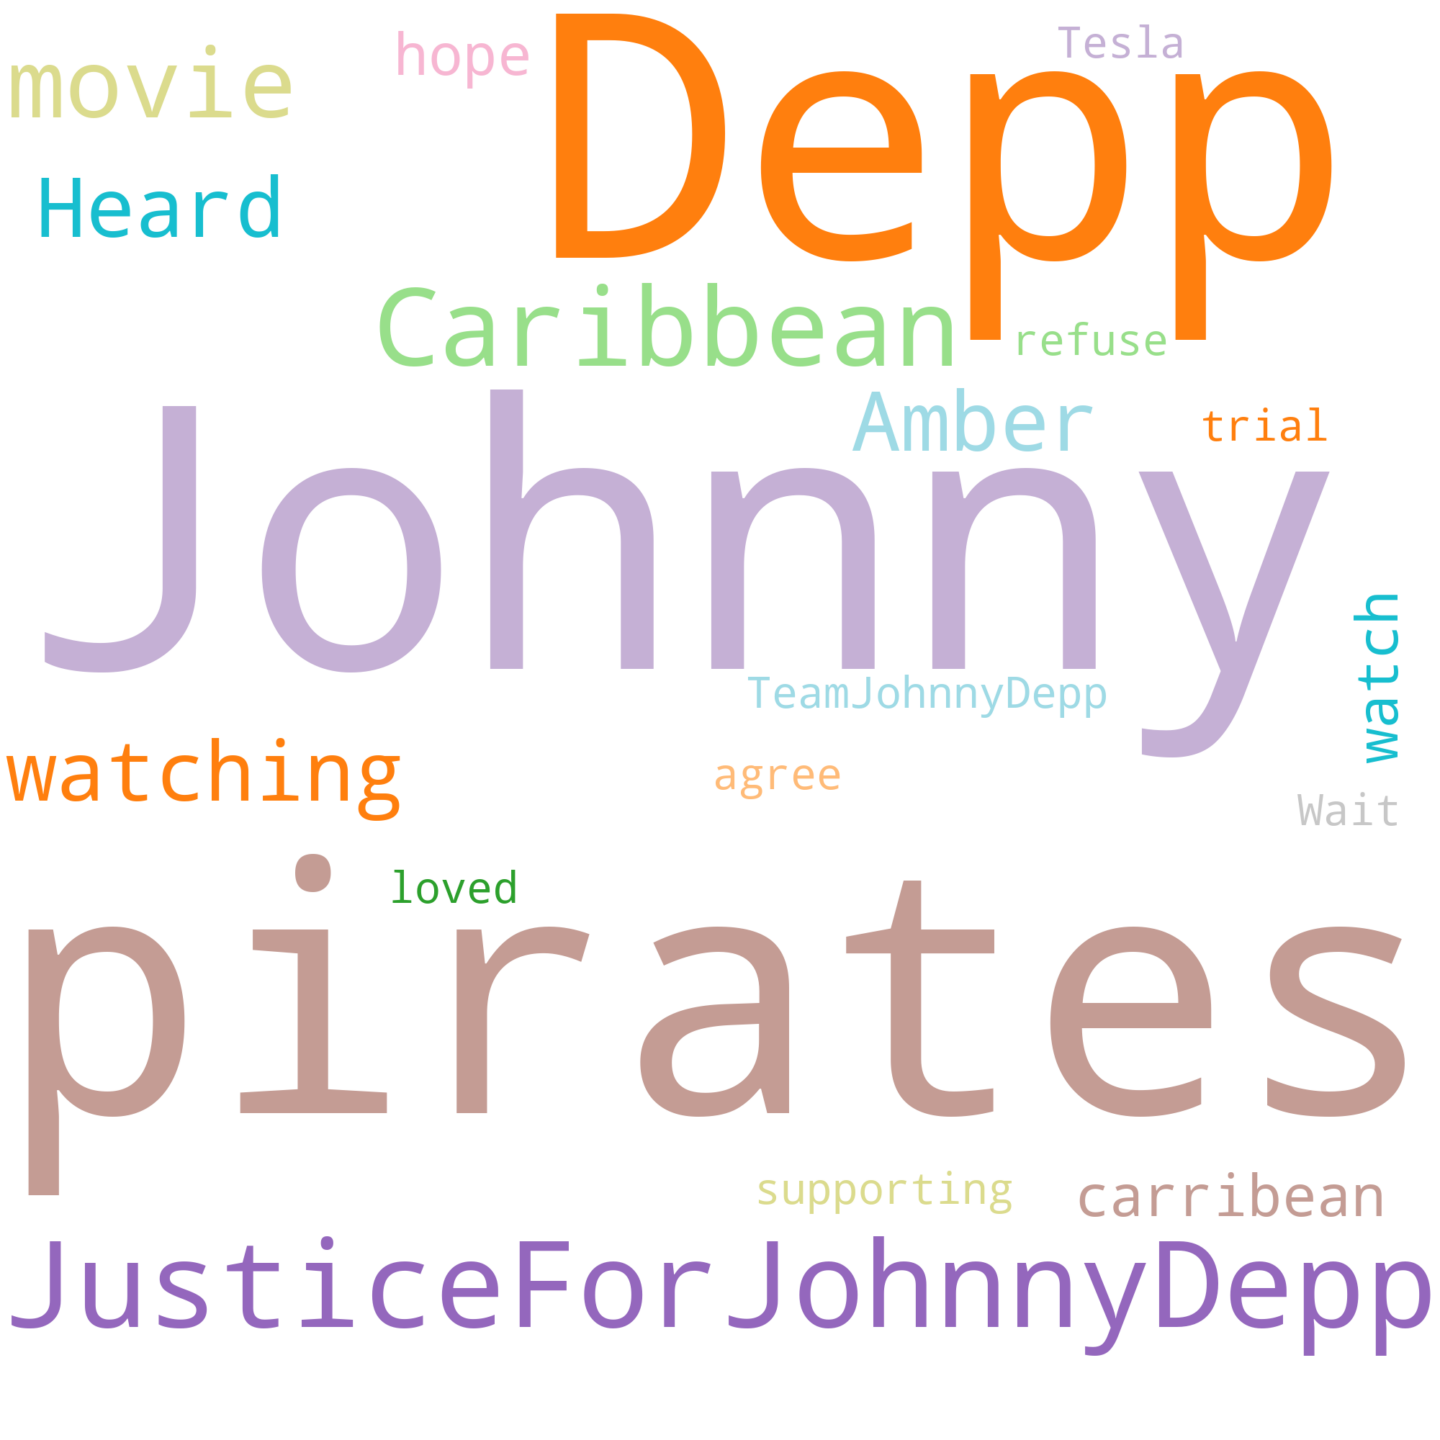 movie
hope
Depp
Tesla
Heard
Caribbean
refuse
Amber
trial
Johnny
watch
TeamJohnnyDepp
watching
agree
Wait
loved
pirates
supporting
carribean
JusticeForJohnnyDepp